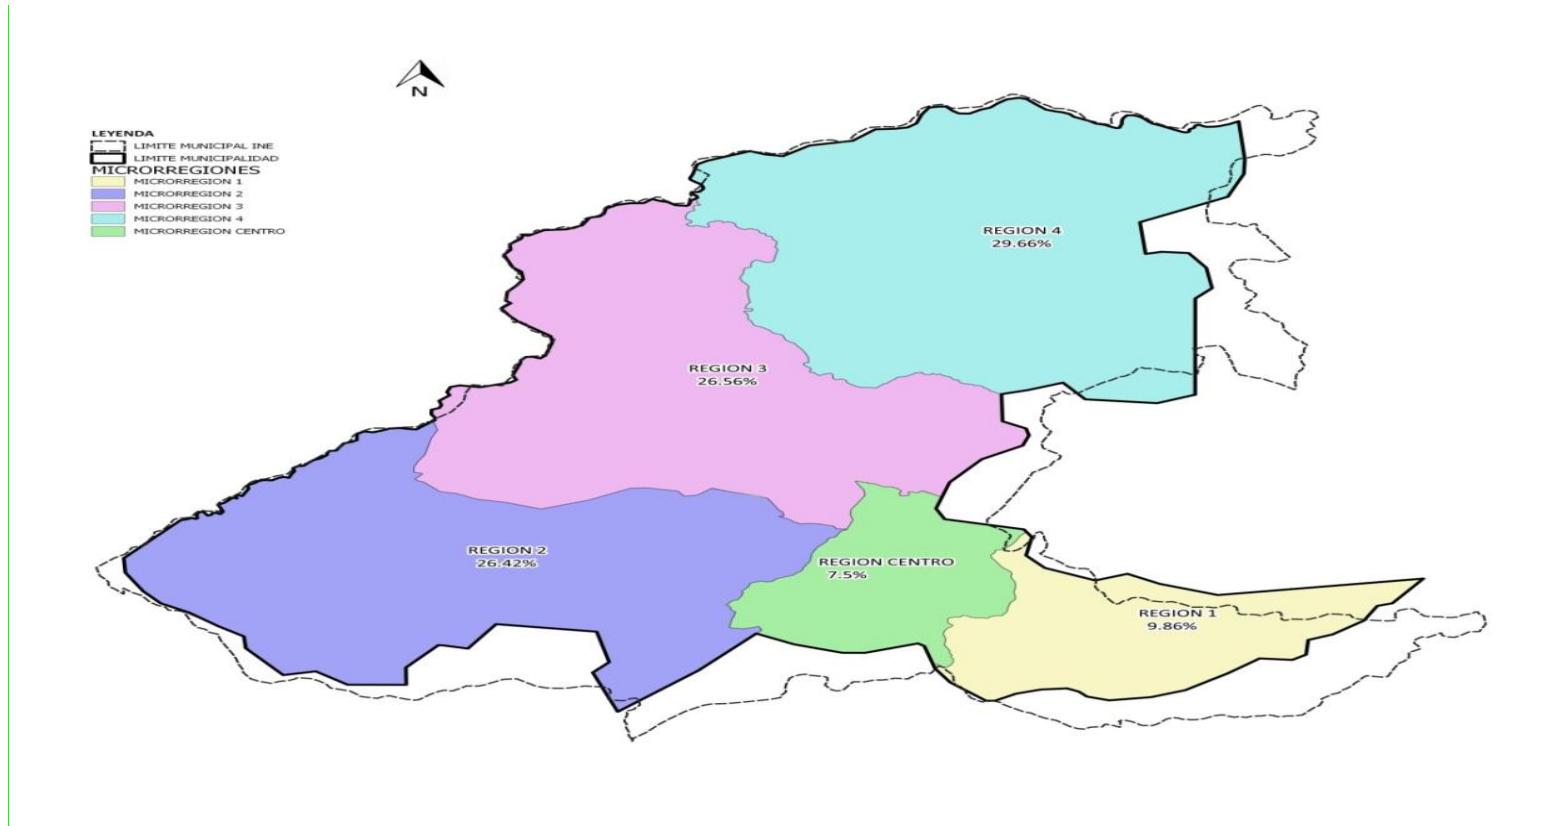 N
LEYENDA
LIMITE MUNICIPAL INE
LIMITE MUNICIPALIDAD
MICRORREGIONES
MICRORREGION 1
MICRORREGION 2
MICRORREGION 3
MICRORREGION 4
MICRORREGION CENTRO
REGION 4
29.66%
REGION 3
26.56%
REGION 2
26.42%
REGION CENTRO
7.5%
REGION 1
9.86%